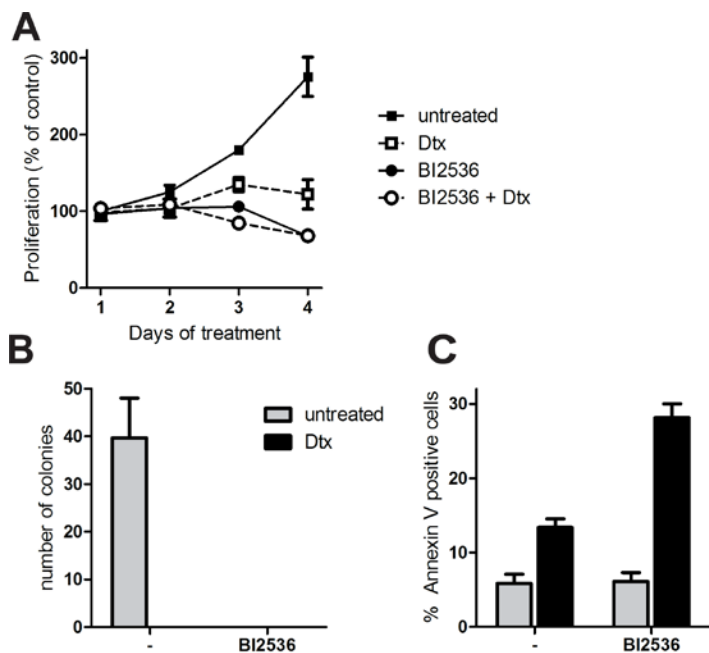 A
Proliferation (% of control)
300
200
100
0
1 2 3 4
Days of treatment
untreated
Dtx
BI2536
BI2536 + Dtx
B
number of colonies
50
40
30
20
10
0
- BI2536
untreated
Dtx
C
% Annexin V positive cells
30
20
10
0
- BI2536